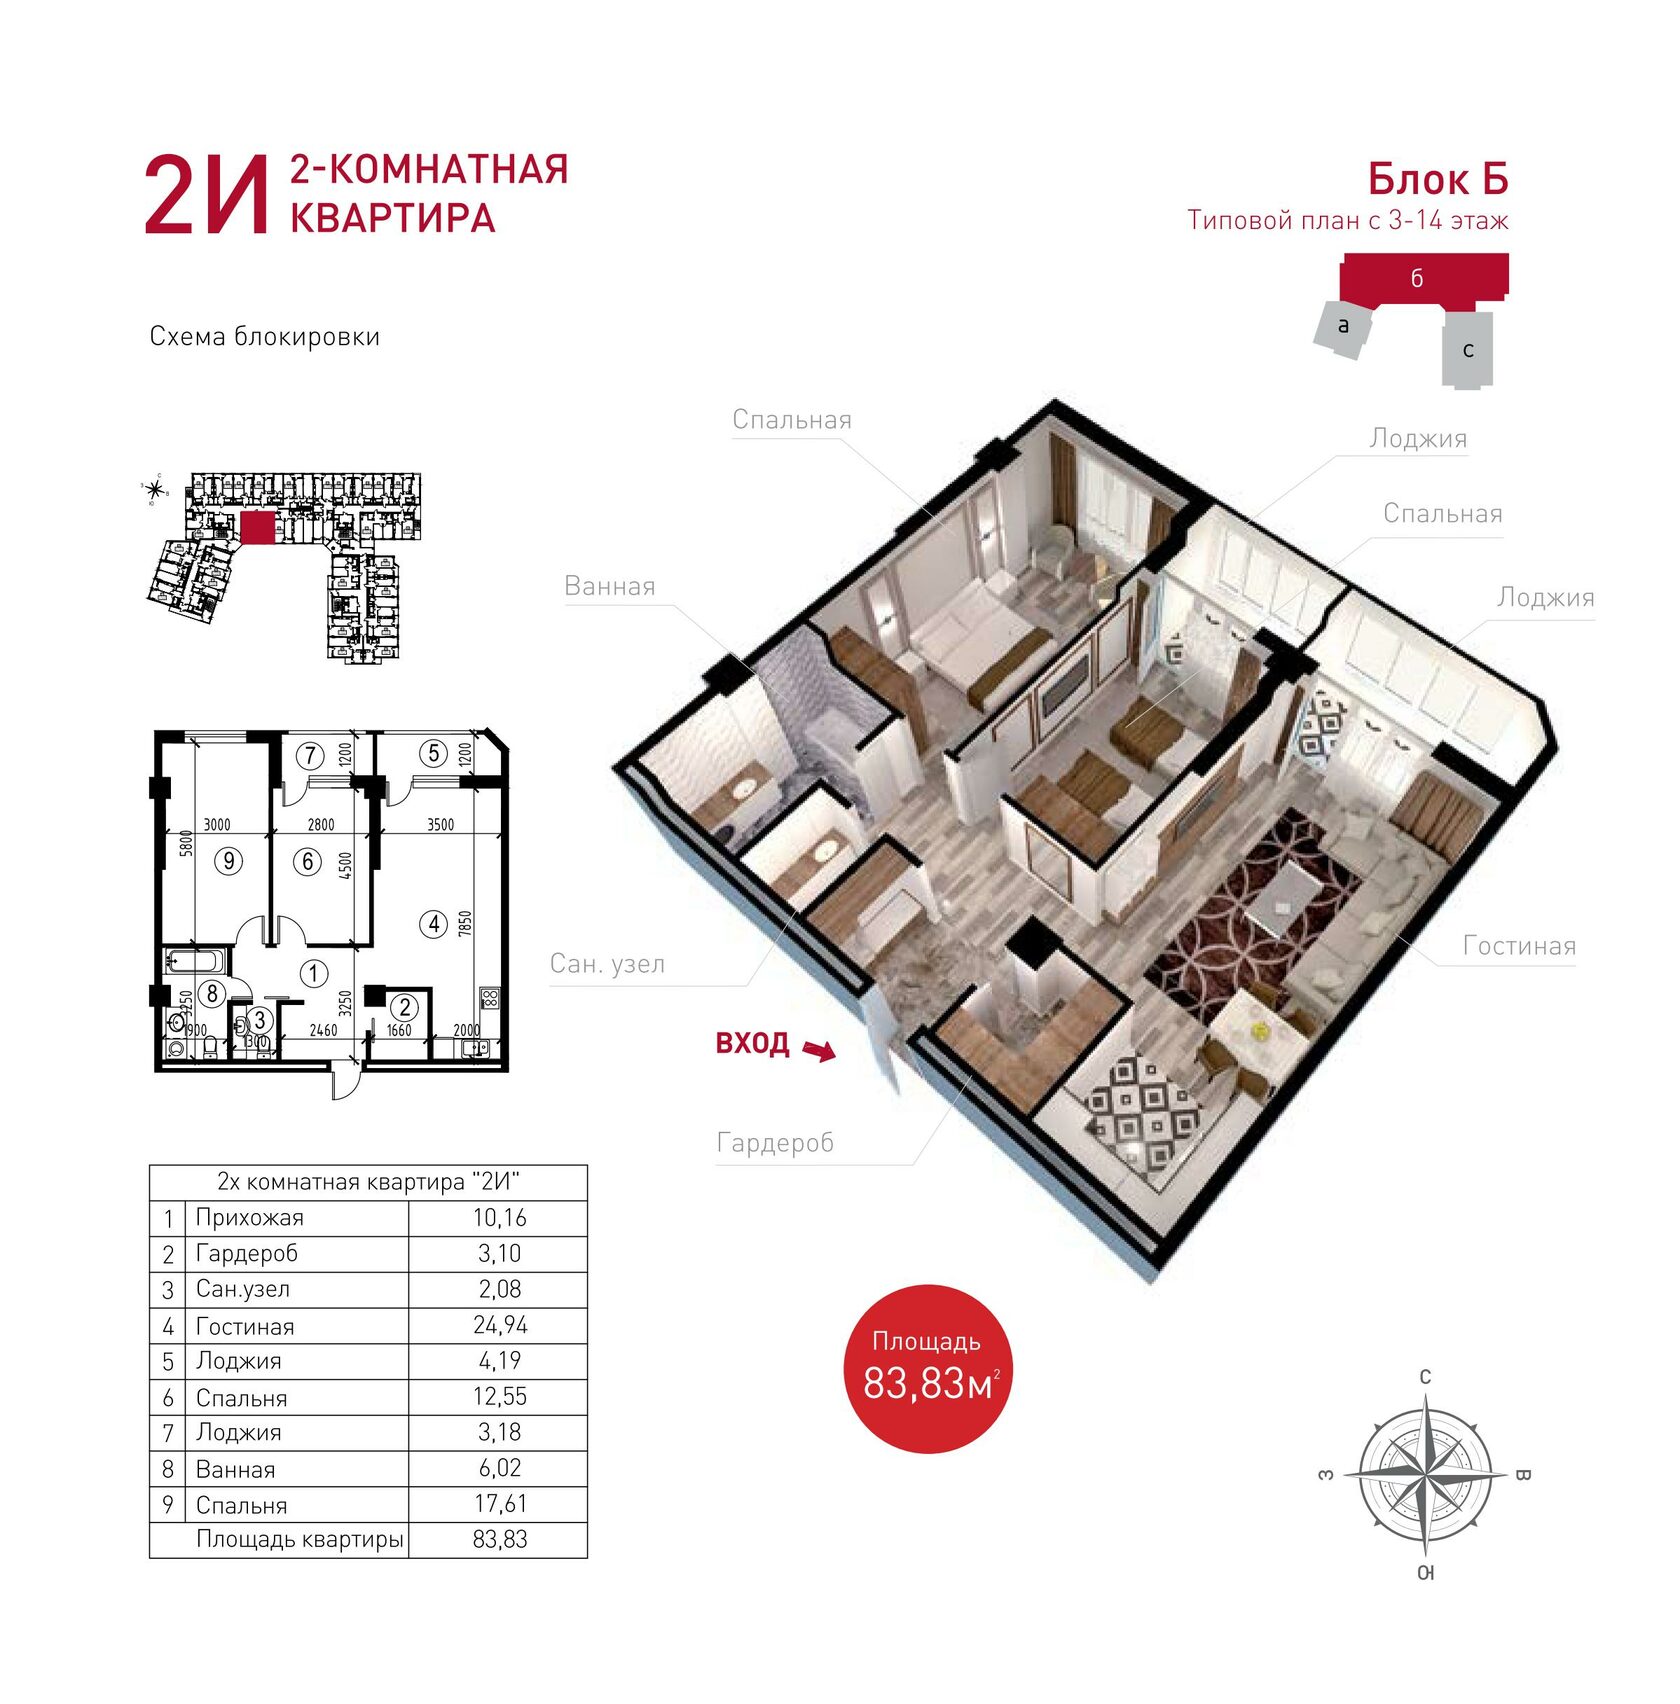 2И
2-КОМНАТНАЯ
КВАРТИРА
Блок Б
Типовой план с 3-14 этаж
б
а
с
Схема блокировки
С
З
В
Ю
Спальная
Лоджия
Спальная
Ванная
Лоджия
Сан. узел
Гостиная
ВХОД
Гардероб
7
1200
5
1200
3000
2800
3500
5800
9
6
4500
4
7850
1
8
3250
3
3250
2
1900
1300
2460
1660
2000
2х комнатная квартира "2И"
1 Прихожая 10,16
2 Гардероб 3,10
3 Сан.узел 2,08
4 Гостиная 24,94
5 Лоджия 4,19
6 Спальня 12,55
7 Лоджия 3,18
8 Ванная 6,02
9 Спальня 17,61
Площадь квартиры 83,83
Площадь
83,83м²
С
З
В
Ю